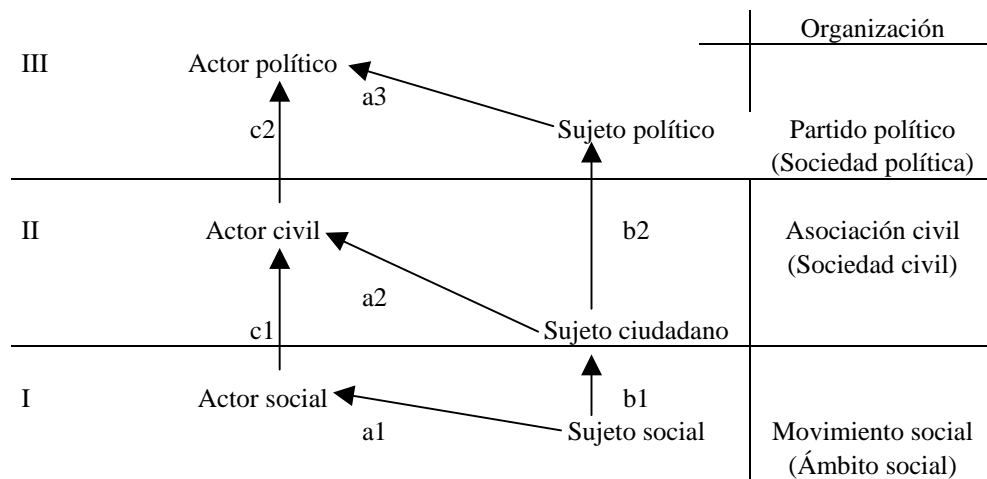 Organización
III
Actor político
a3
c2
Sujeto político
Partido político
(Sociedad política)
II
Actor civil
b2
Asociación civil
(Sociedad civil)
a2
c1
Sujeto ciudadano
I
Actor social
b1
a1
Sujeto social
Movimiento social
(Ámbito social)